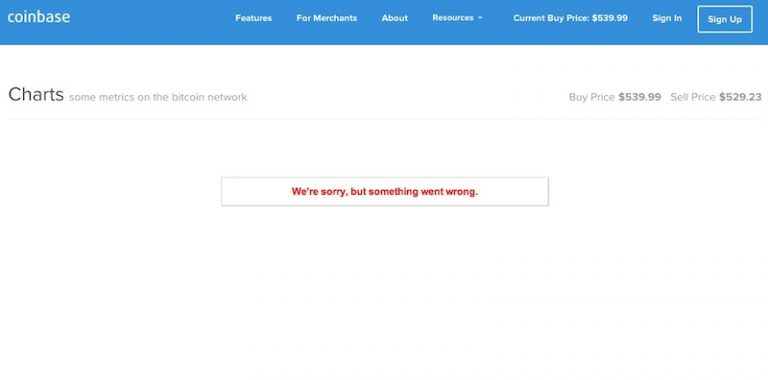 coinbase Features For Merchants About Resources Current Buy Price: $539.99 Sign In Sign Up
Charts some metrics on the bitcoin network Buy Price $539.99 Sell Price $529.23
We're sorry, but something went wrong.